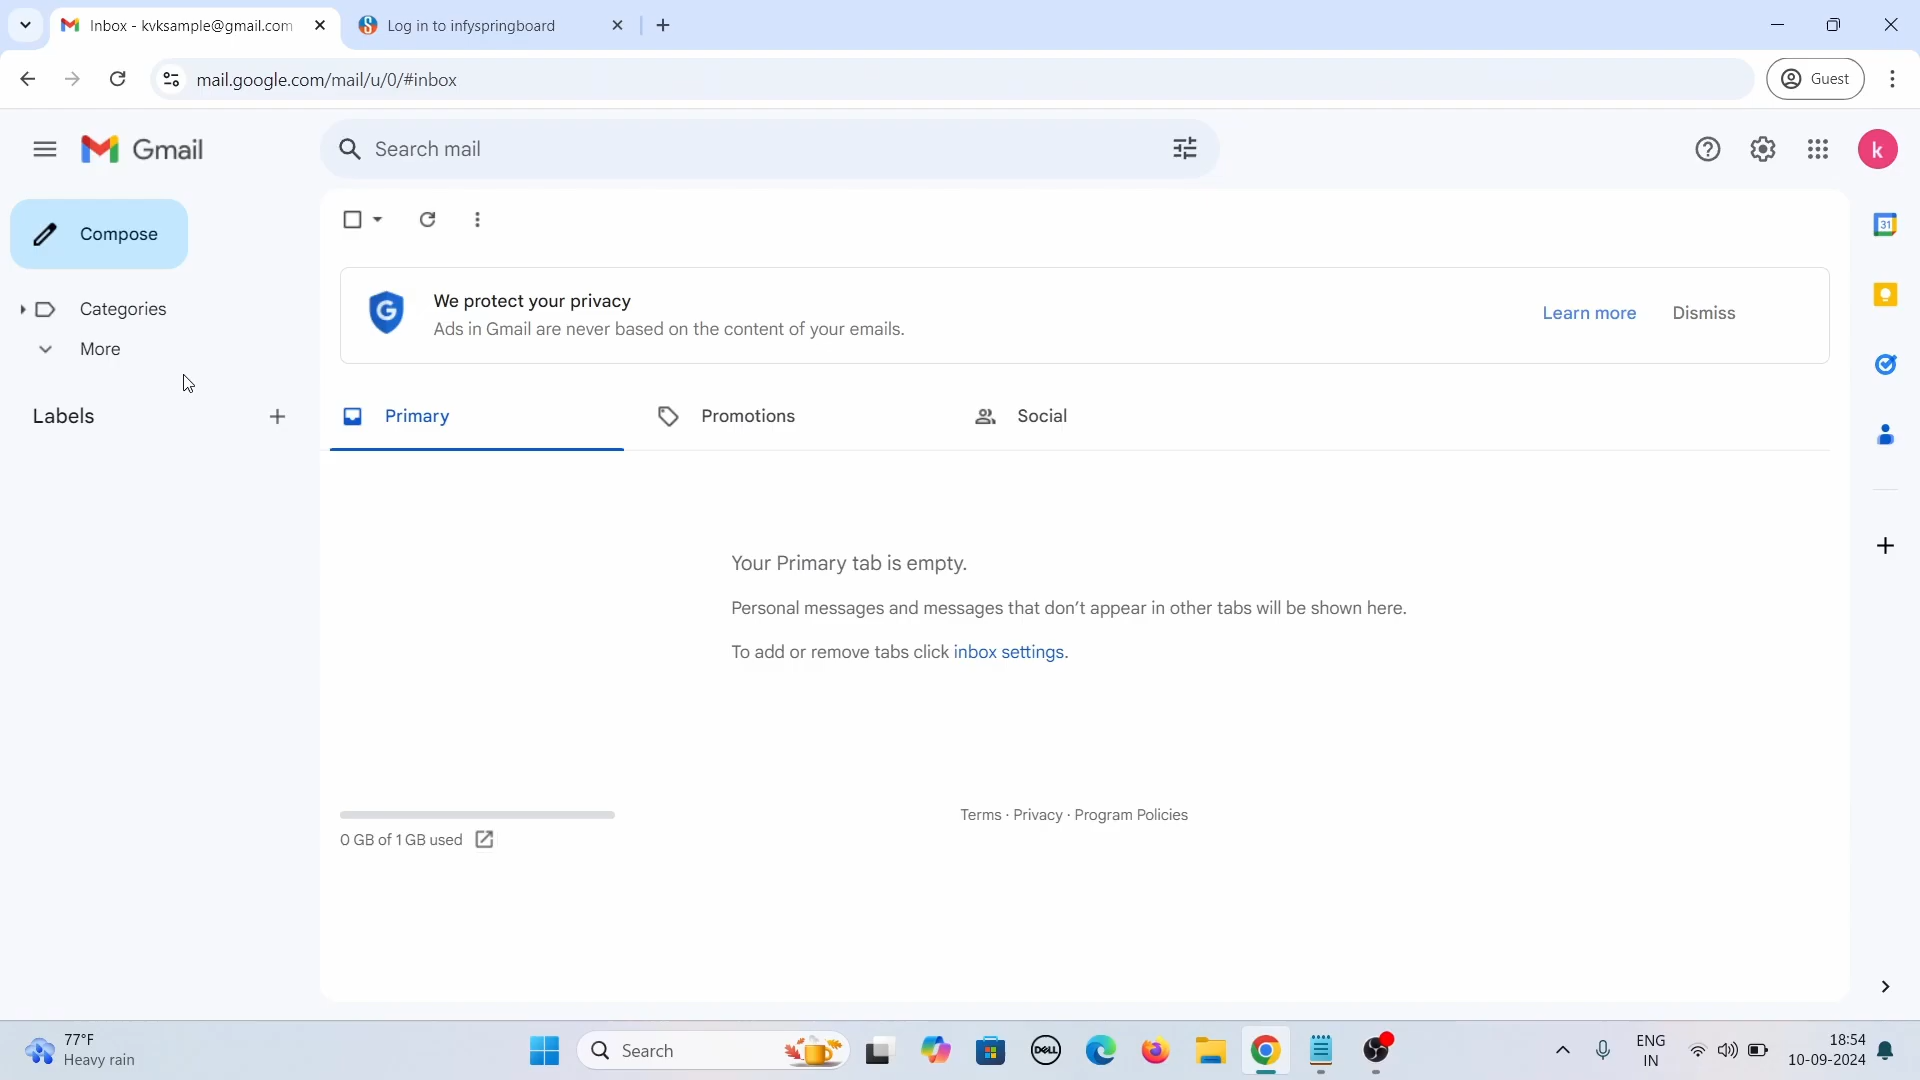 Inbox - kvksample@gmail.com
Log in to infyspringboard
mail.google.com/mail/u/0/#inbox
Guest
Gmail
Search mail
k
Compose
31
We protect your privacy
Ads in Gmail are never based on the content of your emails.
Learn more
Dismiss
Categories
More
Labels
Primary
Promotions
Social
Your Primary tab is empty.
Personal messages and messages that don't appear in other tabs will be shown here.
To add or remove tabs click inbox settings.
0 GB of 1 GB used
Terms · Privacy · Program Policies
77°F
Heavy rain
Search
DELL
ENG
IN
18:54
10-09-2024